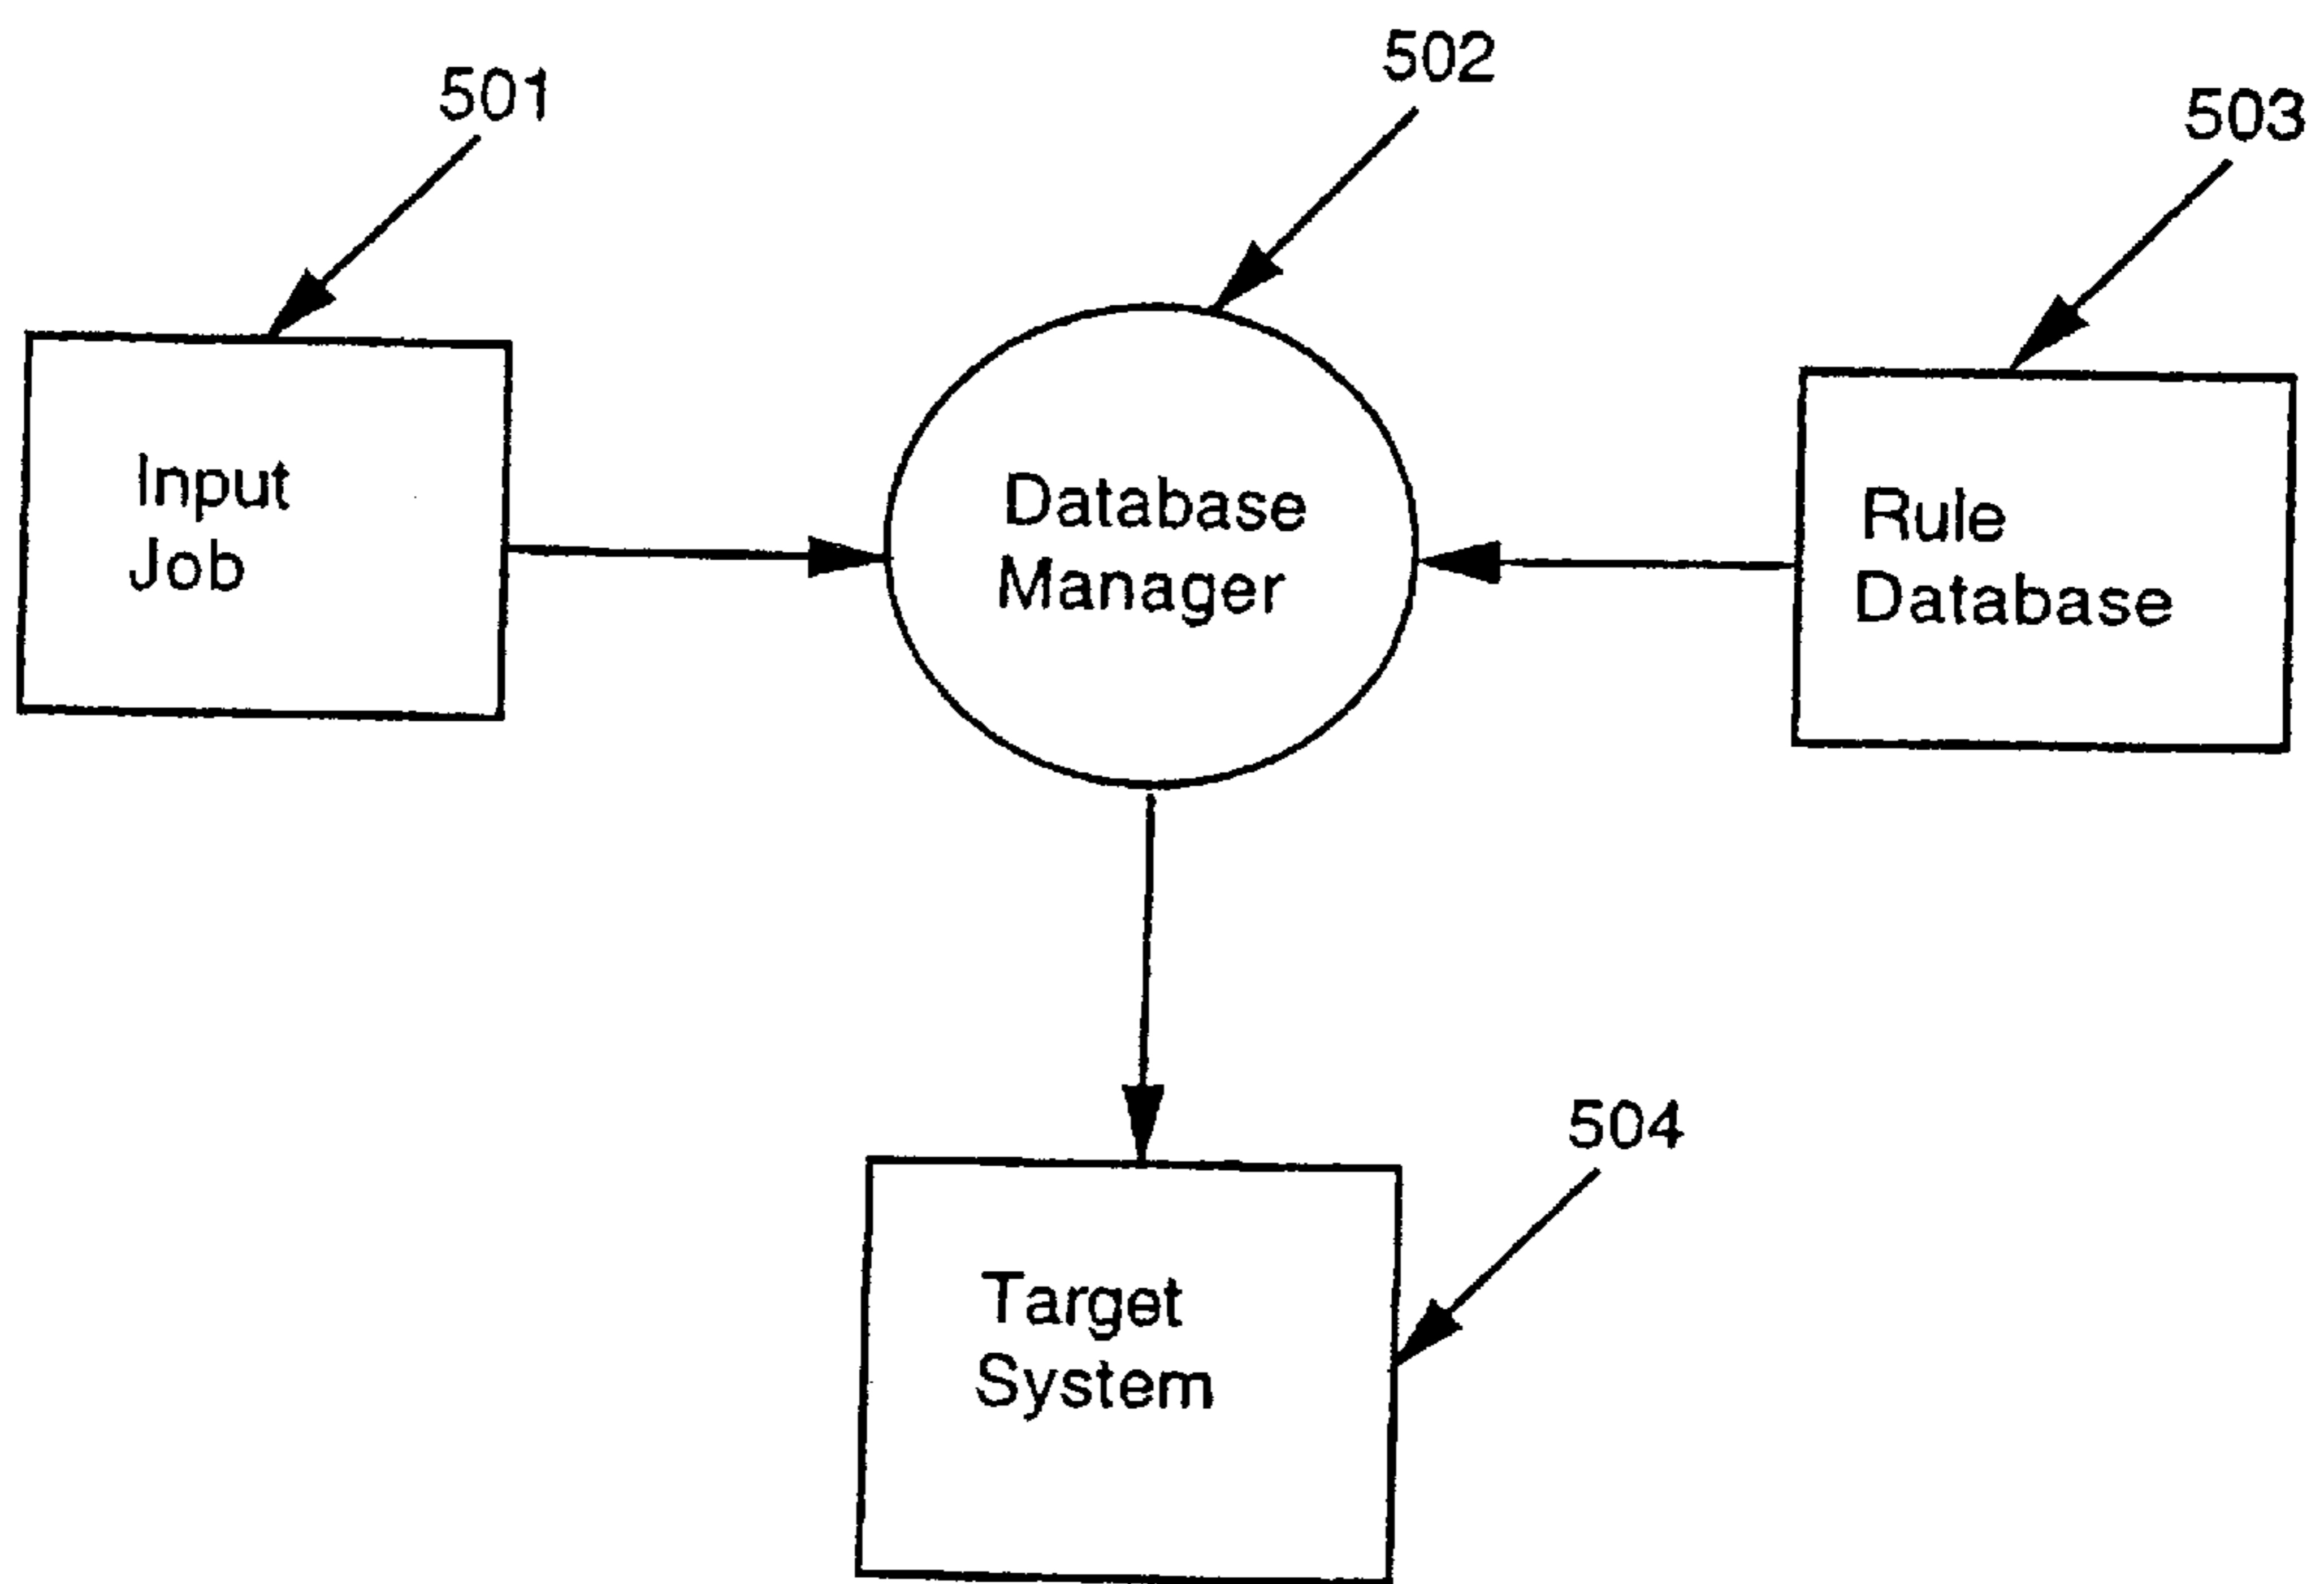 501
502
503
Input
Job
Database
Manager
Rule
Database
504
Target
System